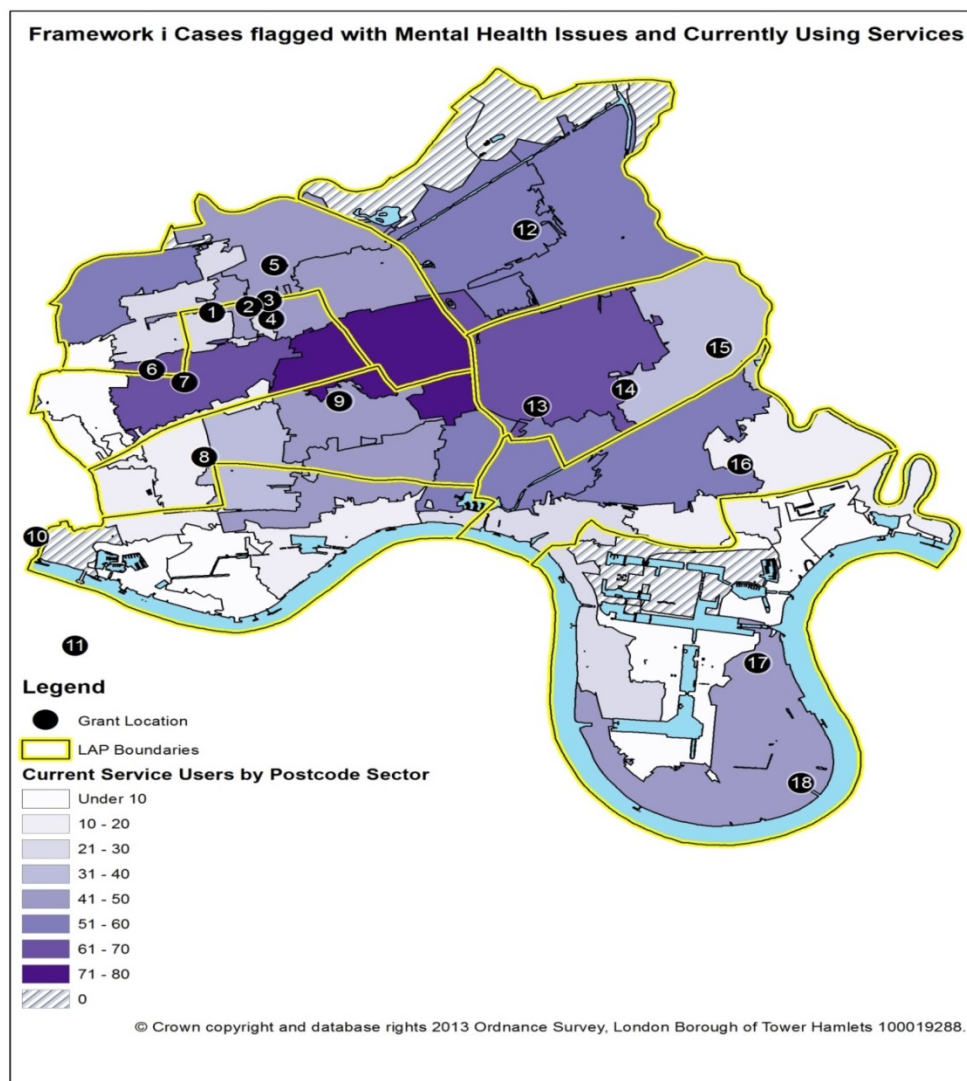 Framework i Cases flagged with Mental Health Issues and Currently Using Services
12
5
3
2
1
4
15
6
7
14
9
13
8
16
10
11
17
18
Legend
Grant Location
LAP Boundaries
Current Service Users by Postcode Sector
Under 10
10 - 20
21 - 30
31 - 40
41 - 50
51 - 60
61 - 70
71 - 80
0
© Crown copyright and database rights 2013 Ordnance Survey, London Borough of Tower Hamlets 100019288.